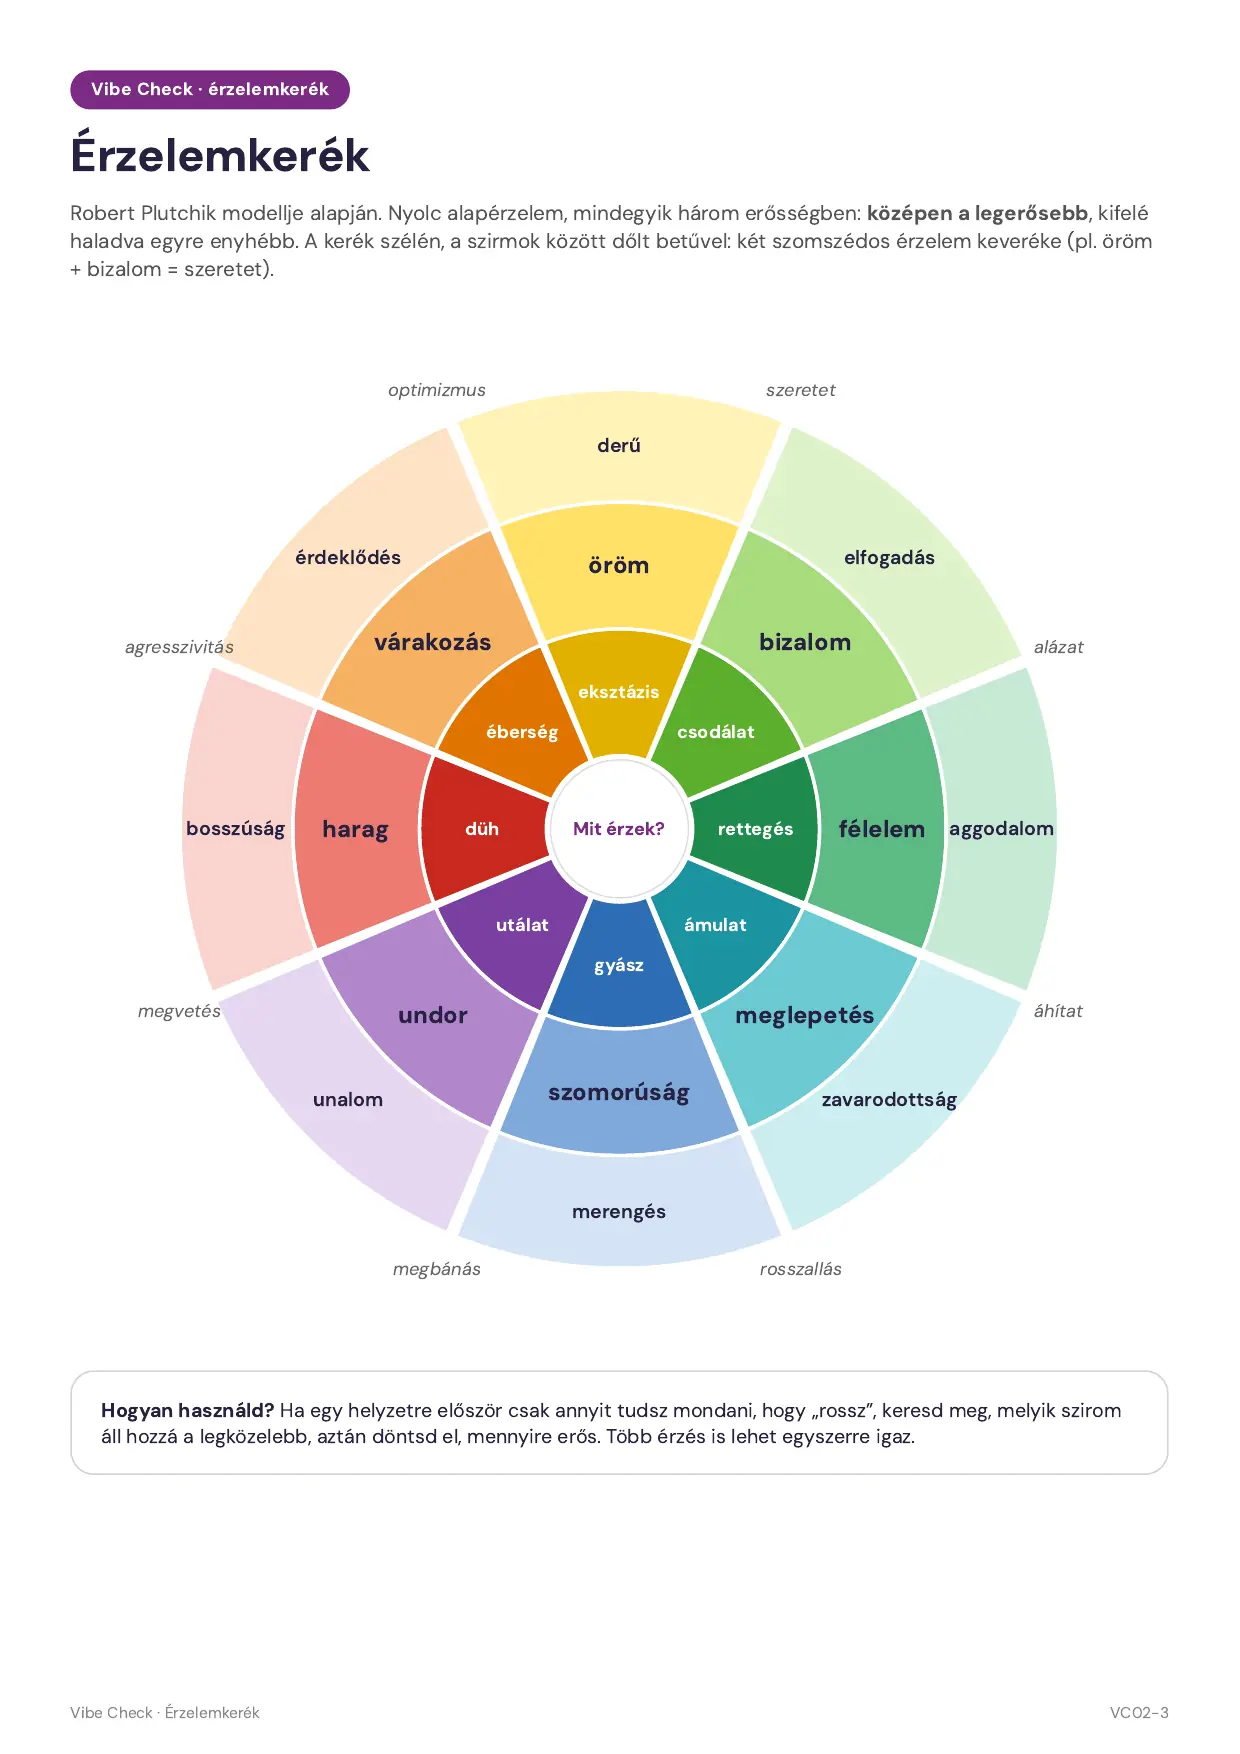 Vibe Check · érzelemkerék
Érzelemkerék
Robert Plutchik modellje alapján. Nyolc alapérzelem, mindegyik három erősségben: középen a legerősebb, kifelé
haladva egyre enyhébb. A kerék szélén, a szirmok között dőlt betűvel: két szomszédos érzelem keveréke (pl. öröm
+ bizalom = szeretet).
optimizmus
szeretet
derű
érdeklődés
öröm
elfogadás
agresszivitás
várakozás
bizalom
alázat
eksztázis
éberség
csodálat
bosszúság
harag
düh
Mit érzek?
rettegés
félelem
aggodalom
utálat
ámulat
gyász
megvetés
undor
meglepetés
áhítat
unalom
szomorúság
zavarodottság
merengés
megbánás
rosszallás
Hogyan használd? Ha egy helyzetre először csak annyit tudsz mondani, hogy „rossz”, keresd meg, melyik szirom
áll hozzá a legközelebb, aztán döntsd el, mennyire erős. Több érzés is lehet egyszerre igaz.
Vibe Check · Érzelemkerék
VC02-3